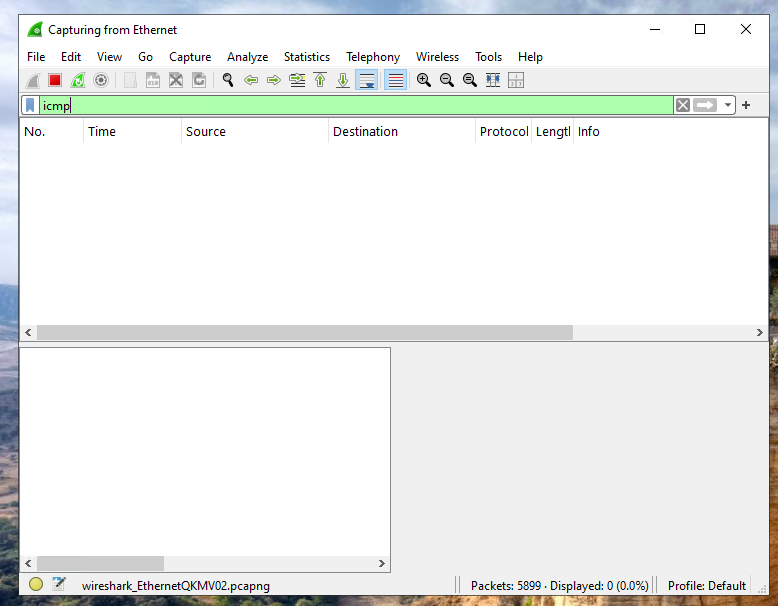 Capturing from Ethernet
File Edit View Go Capture Analyze Statistics Telephony Wireless Tools Help
icmp
No. Time Source Destination Protocol Lengtl Info
wireshark_EthernetQKMV02.pcapng Packets: 5899 · Displayed: 0 (0.0%) Profile: Default